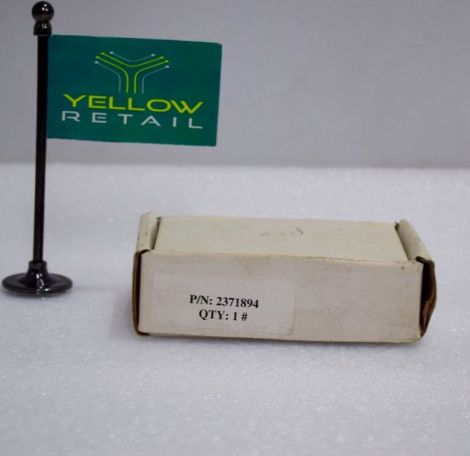 YELLOW
RETAIL
P/N: 2371894
QTY: 1 #